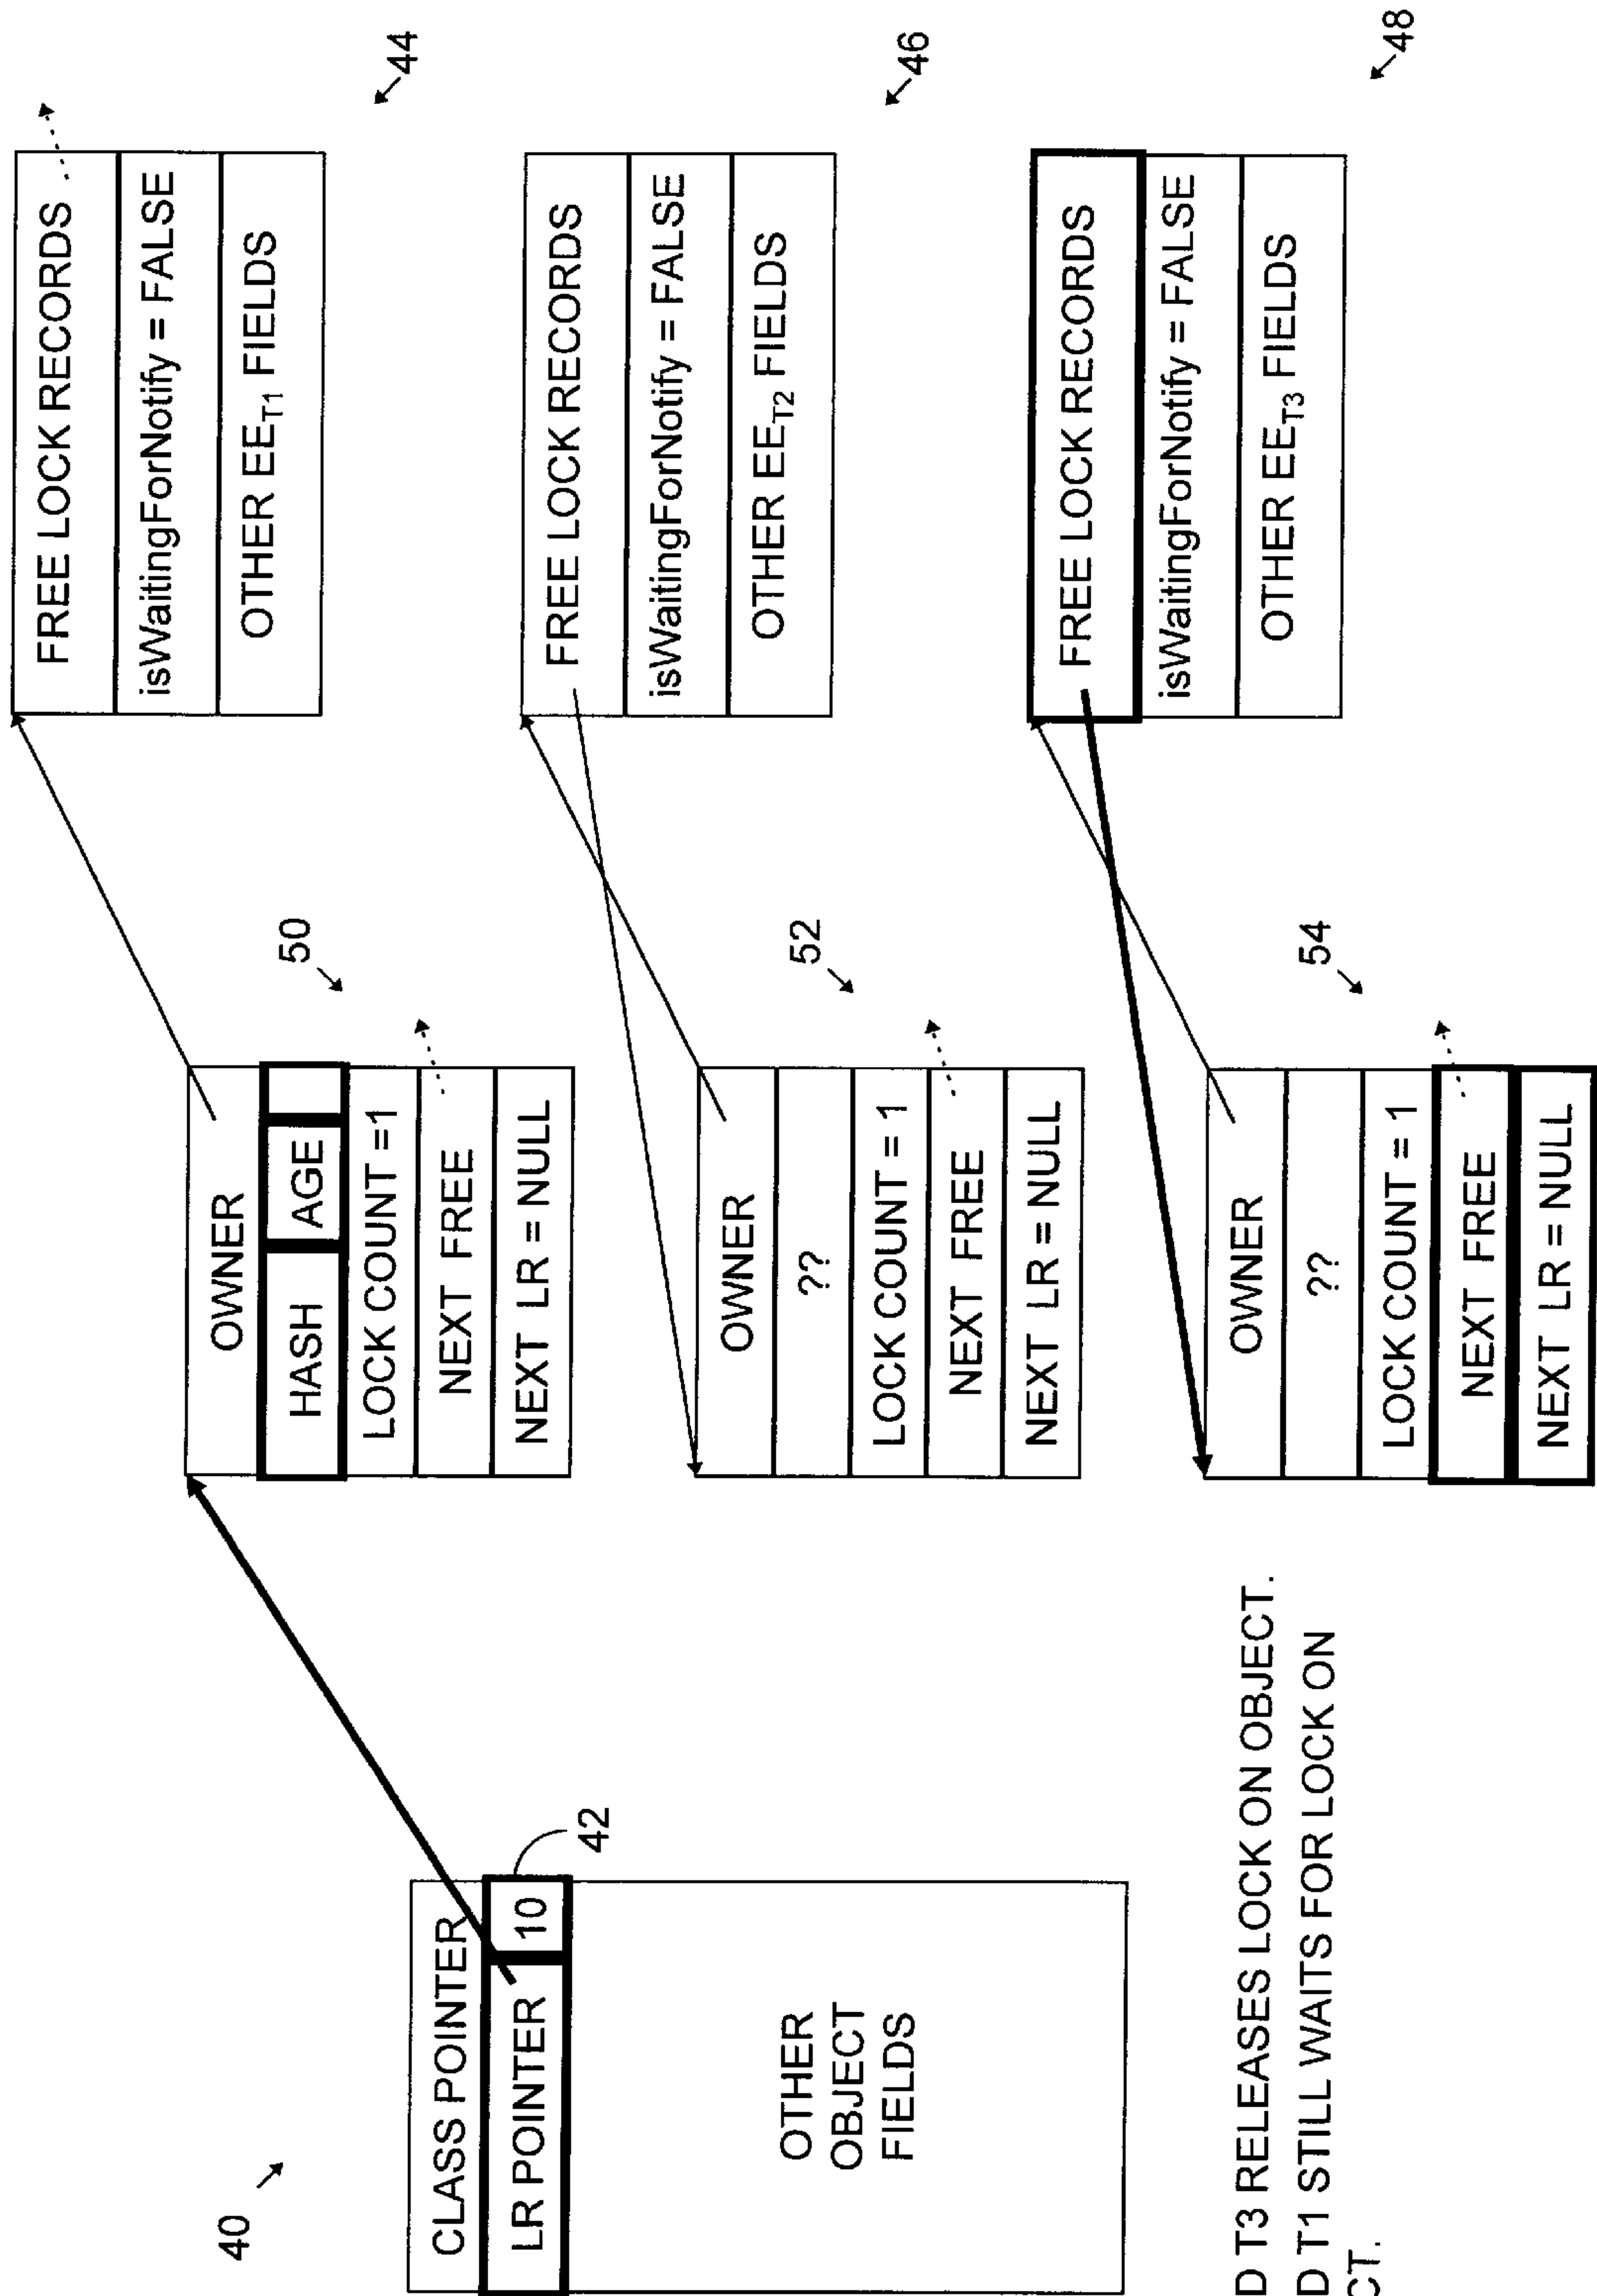 40
CLASS POINTER
LR POINTER 10
42
OTHER
OBJECT
FIELDS
D T3 RELEASES LOCK ON OBJECT.
D T1 STILL WAITS FOR LOCK ON
CT.
OWNER
HASH AGE
LOCK COUNT =1
NEXT FREE
NEXT LR = NULL
50
OWNER
??
LOCK COUNT = 1
NEXT FREE
NEXT LR = NULL
52
OWNER
??
LOCK COUNT = 1
NEXT FREE
NEXT LR = NULL
54
FREE LOCK RECORDS
isWaitingForNotify = FALSE
OTHER EET1 FIELDS
44
FREE LOCK RECORDS
isWaitingForNotify = FALSE
OTHER EET2 FIELDS
46
FREE LOCK RECORDS
isWaitingForNotify = FALSE
OTHER EET3 FIELDS
48